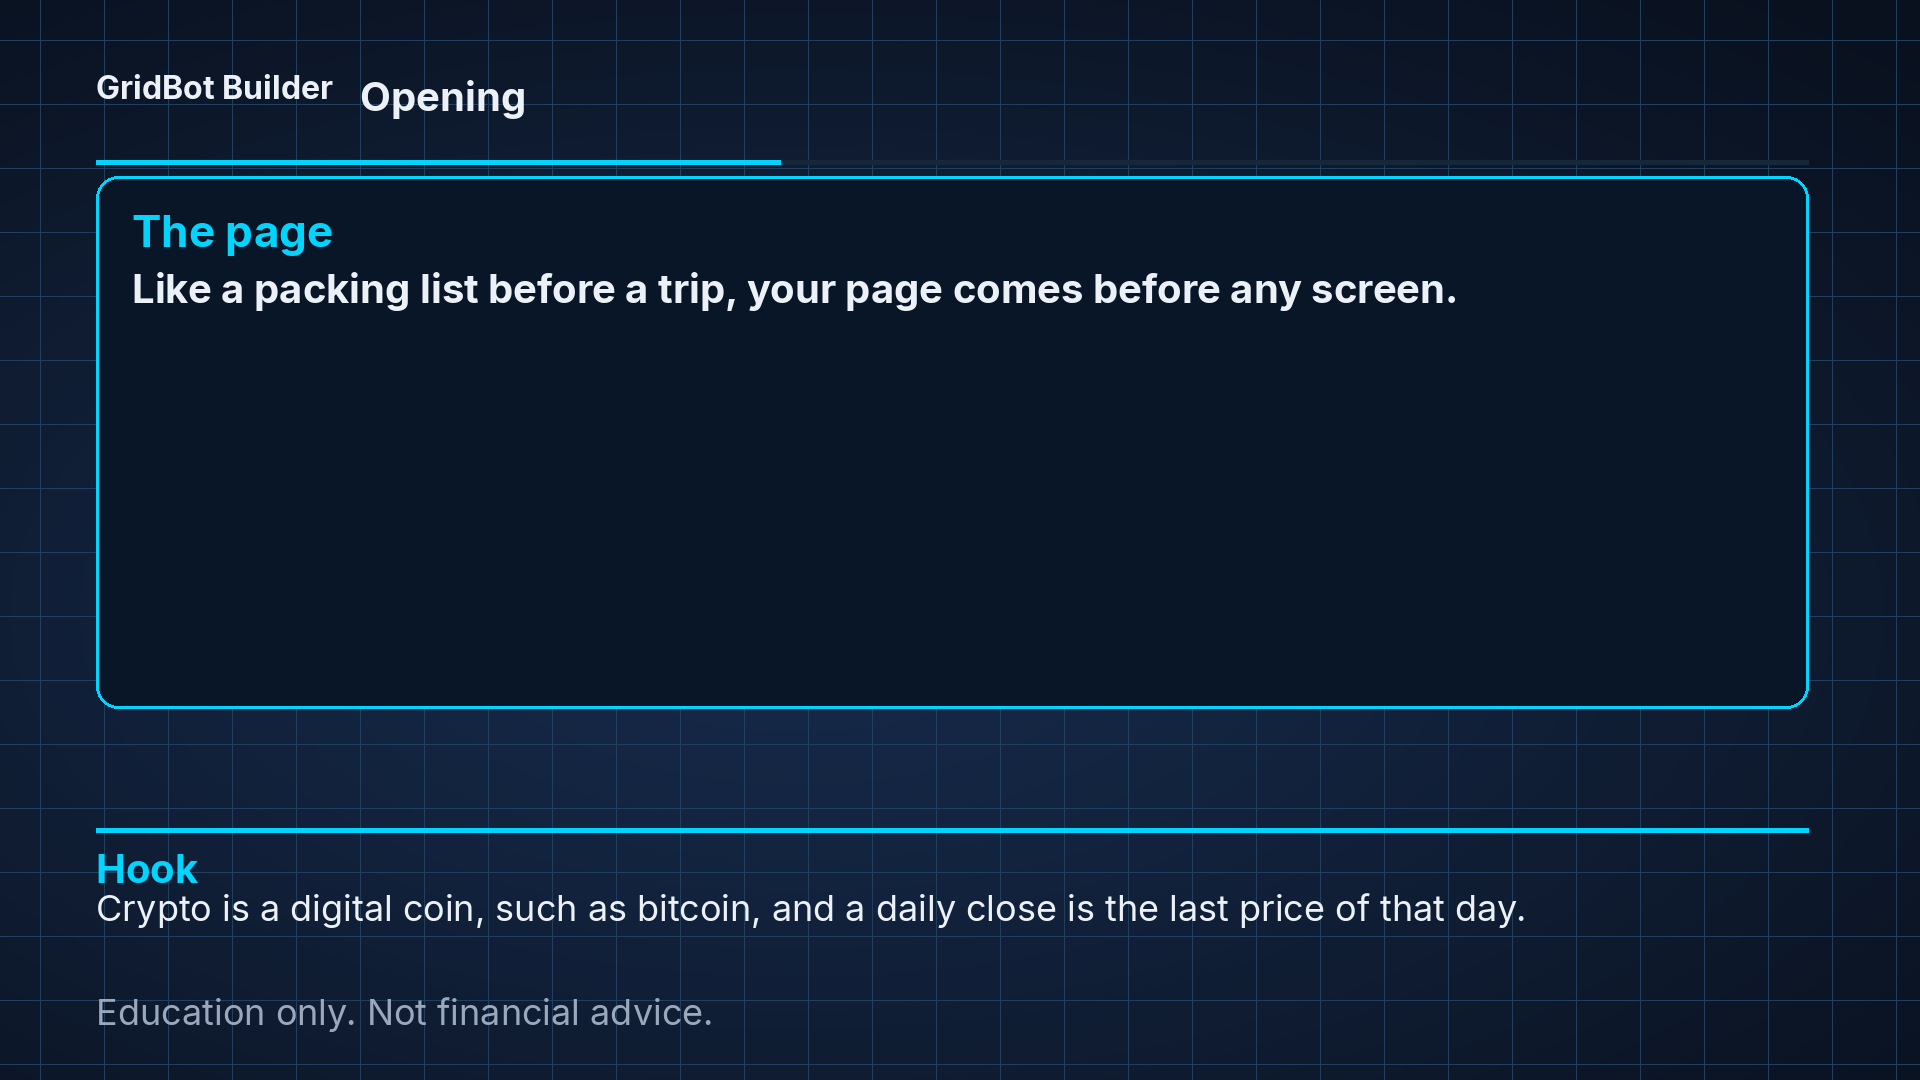 GridBot Builder
Opening
The page
Like a packing list before a trip, your page comes before any screen.
Hook
Crypto is a digital coin, such as bitcoin, and a daily close is the last price of that day.
Education only. Not financial advice.